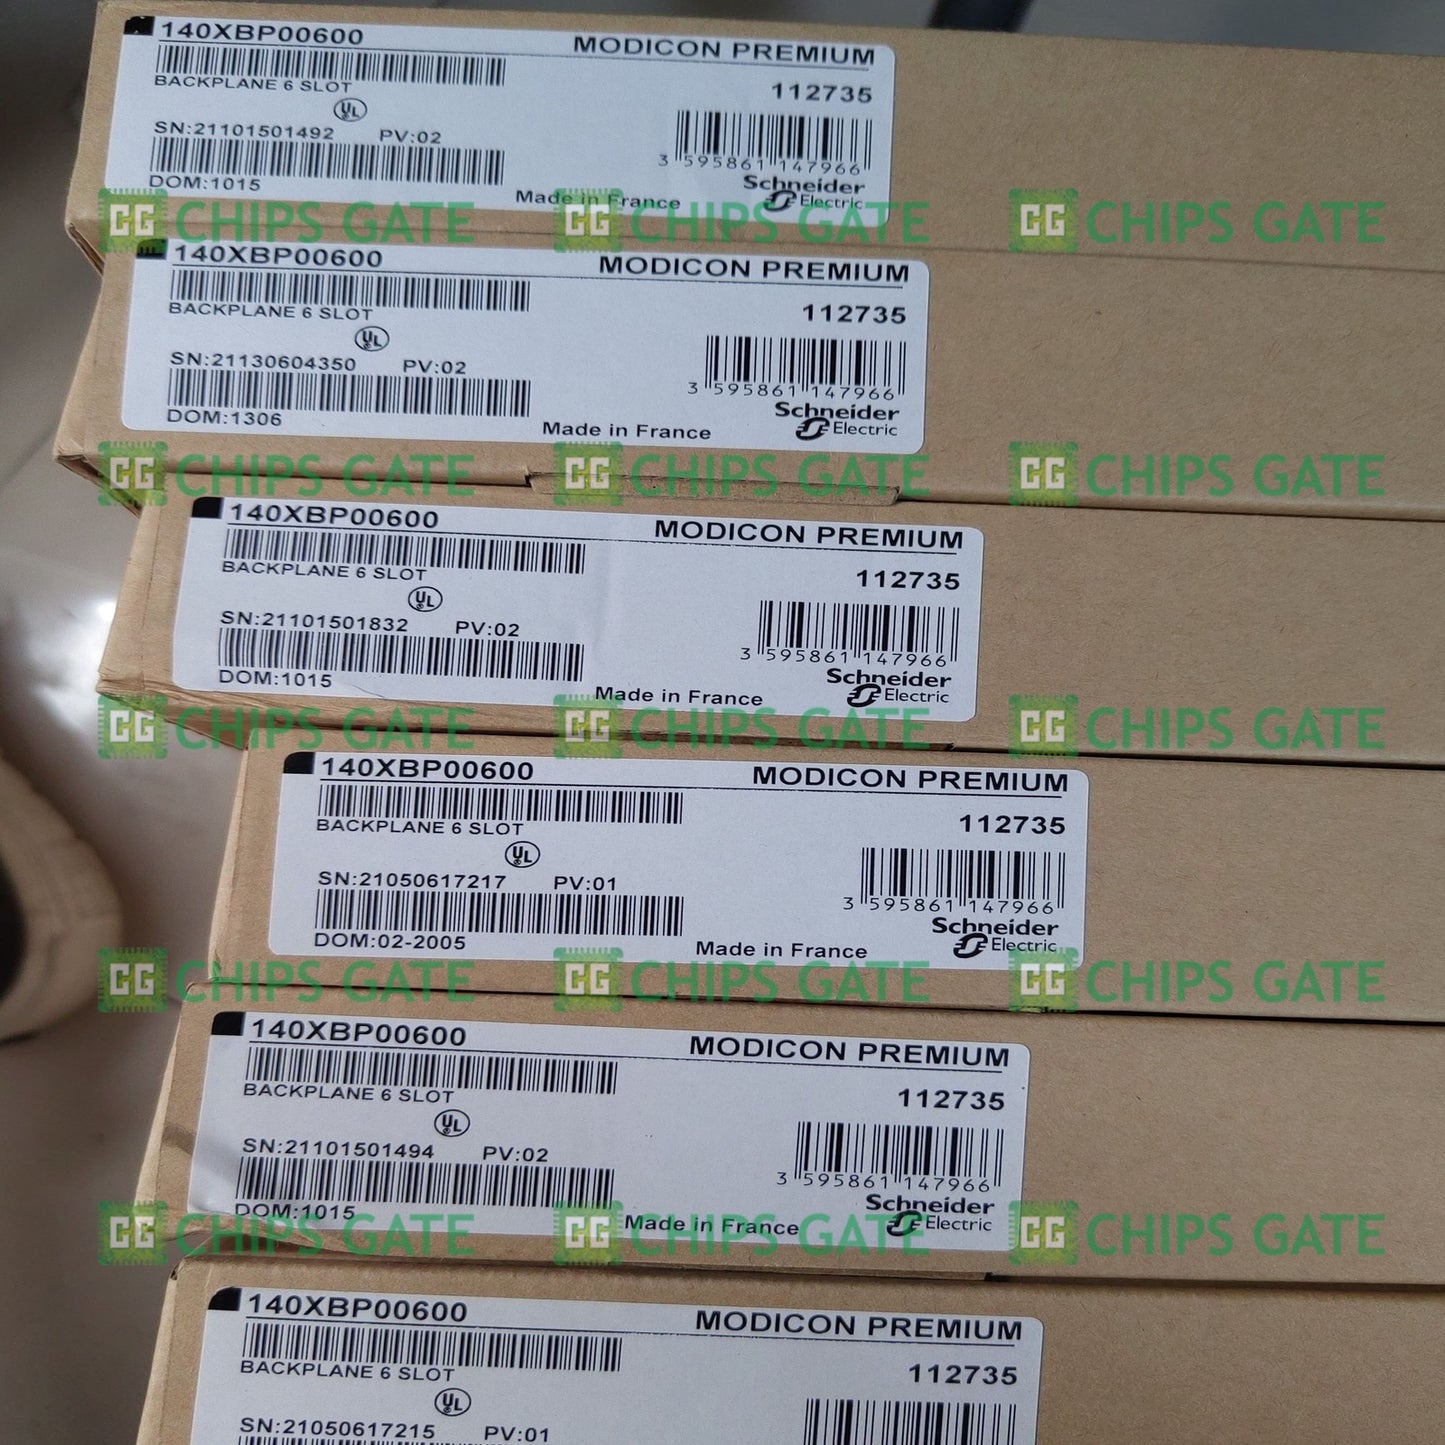 140XBP00600
MODICON PREMIUM
BACKPLANE 6 SLOT
112735
UL
SN:21101501492 PV:02
3 595861 147966
DOM:1015
Made in France
Schneider
Electric
CG CHIPS GATE CG CHIPS GATE CG CHIPS GATE
140XBP00600
MODICON PREMIUM
BACKPLANE 6 SLOT
112735
UL
SN:21130604350 PV:02
3 595861 147966
DOM:1306
Made in France
Schneider
Electric
CG CHIPS GATE CG CHIPS GATE CG CHIPS GATE
140XBP00600
MODICON PREMIUM
BACKPLANE 6 SLOT
112735
UL
SN:21101501832 PV:02
3 595861 147966
DOM:1015
Made in France
Schneider
Electric
CG CHIPS GATE CG CHIPS GATE CG CHIPS GATE
140XBP00600
MODICON PREMIUM
BACKPLANE 6 SLOT
112735
UL
SN:21050617217 PV:01
3 595861 147966
DOM:02-2005
Made in France
Schneider
Electric
CG CHIPS GATE CG CHIPS GATE CG CHIPS GATE
140XBP00600
MODICON PREMIUM
BACKPLANE 6 SLOT
112735
UL
SN:21101501494 PV:02
3 595861 147966
DOM:1015
Made in France
Schneider
Electric
CG CHIPS GATE CG CHIPS GATE CG CHIPS GATE
140XBP00600
MODICON PREMIUM
BACKPLANE 6 SLOT
112735
UL
SN:21050617215 PV:01